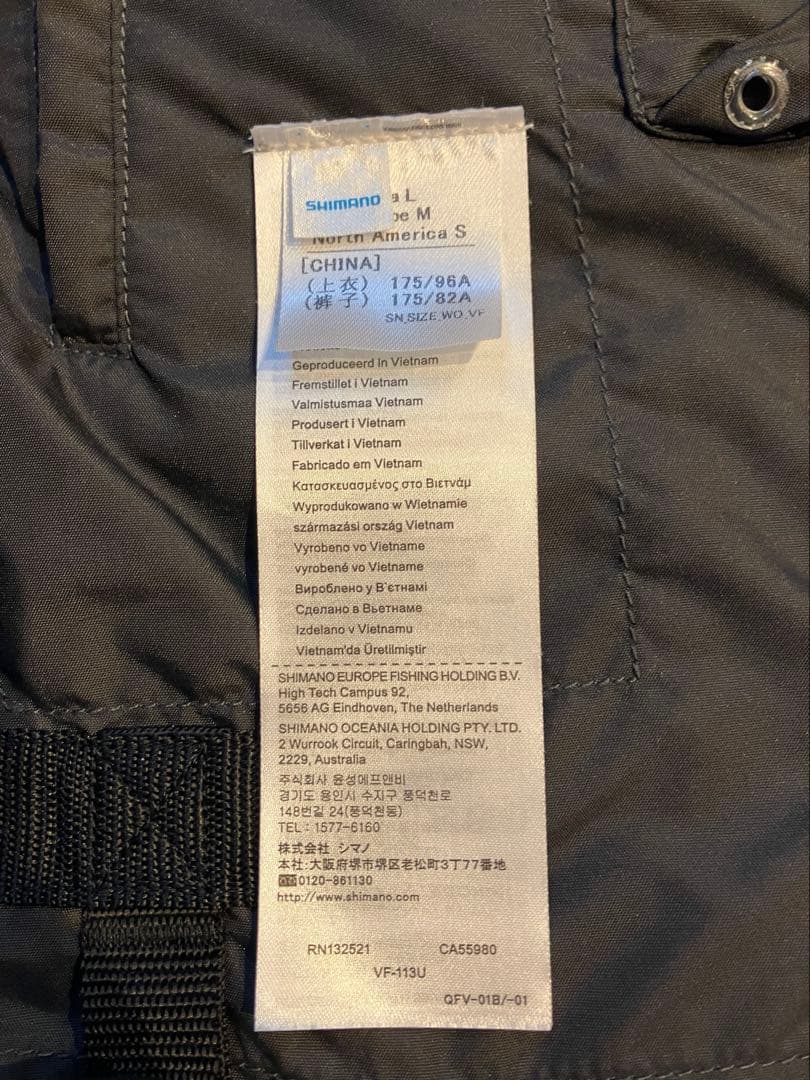 SHIMANO
L
M
North America S
[CHINA]
(上 衣) 175/96A
(裤 子) 175/82A
SN_SIZE_WO_VF
Geproduceerd in Vietnam
Fremstillet i Vietnam
Valmistusmaa Vietnam
Produsert i Vietnam
Tillverkat i Vietnam
Fabricado em Vietnam
Κατασκευασμένος στο Βιετνάμ
Wyprodukowano w Wietnamie
származási ország Vietnam
Vyrobeno vo Vietname
vyrobené vo Vietname
Вироблено у В`єтнамі
Сделано в Вьетнаме
Izdelano v Vietnamu
Vietnam'da Üretilmiştir
SHIMANO EUROPE FISHING HOLDING B.V.
High Tech Campus 92,
5656 AG Eindhoven, The Netherlands
SHIMANO OCEANIA HOLDING PTY. LTD.
2 Wurrook Circuit, Caringbah, NSW,
2229, Australia
주식회사 윤성에프앤비
경기도 용인시 수지구 풍덕천로
148번길 24(풍덕천동)
TEL : 1577-6160
株式会社 シマノ
本社:大阪府堺市堺区老松町3丁77番地
0120-861130
http://www.shimano.com
RN132521 CA55980
VF-113U
QFV-01B/-01